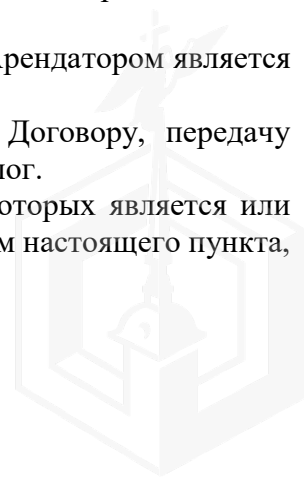 Арендатором является
Договору, передачу
лог.
которых является или
м настоящего пункта,